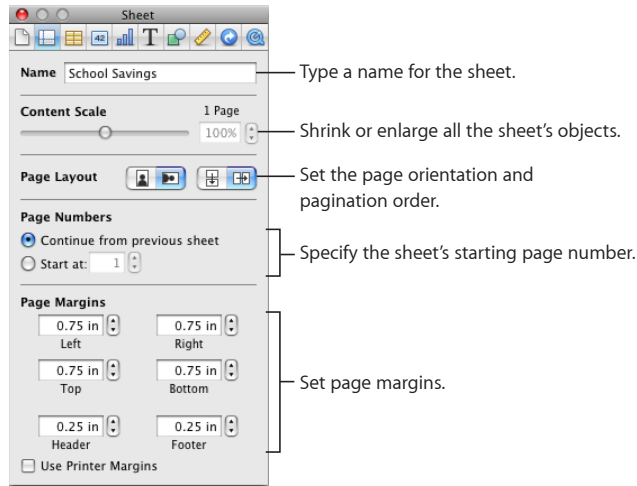 Sheet
42
T
Name School Savings
Type a name for the sheet.
Content Scale 1 Page
100%
Shrink or enlarge all the sheet's objects.
Page Layout
Set the page orientation and
pagination order.
Page Numbers
Continue from previous sheet
Start at: 1
Specify the sheet's starting page number.
Page Margins
0.75 in 0.75 in
Left Right
0.75 in 0.75 in
Top Bottom
Set page margins.
0.25 in 0.25 in
Header Footer
Use Printer Margins